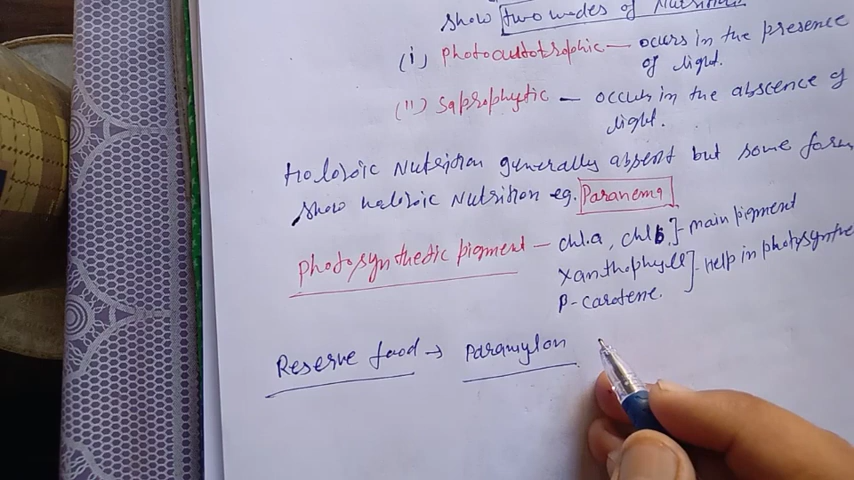 show two modes of Nutrition
(i) Photoautotrophic — occurs in the presence
of light.
(ii) Saprophytic — occurs in the absence of
light.
Holozoic Nutrition generally absent but some form
show holozoic Nutrition eg. Paranema
Photosynthetic pigment — chl.a, chl b.]- main pigment
xanthophyll]- Help in photosynthe
β-carotene.
Reserve food → Paramylon